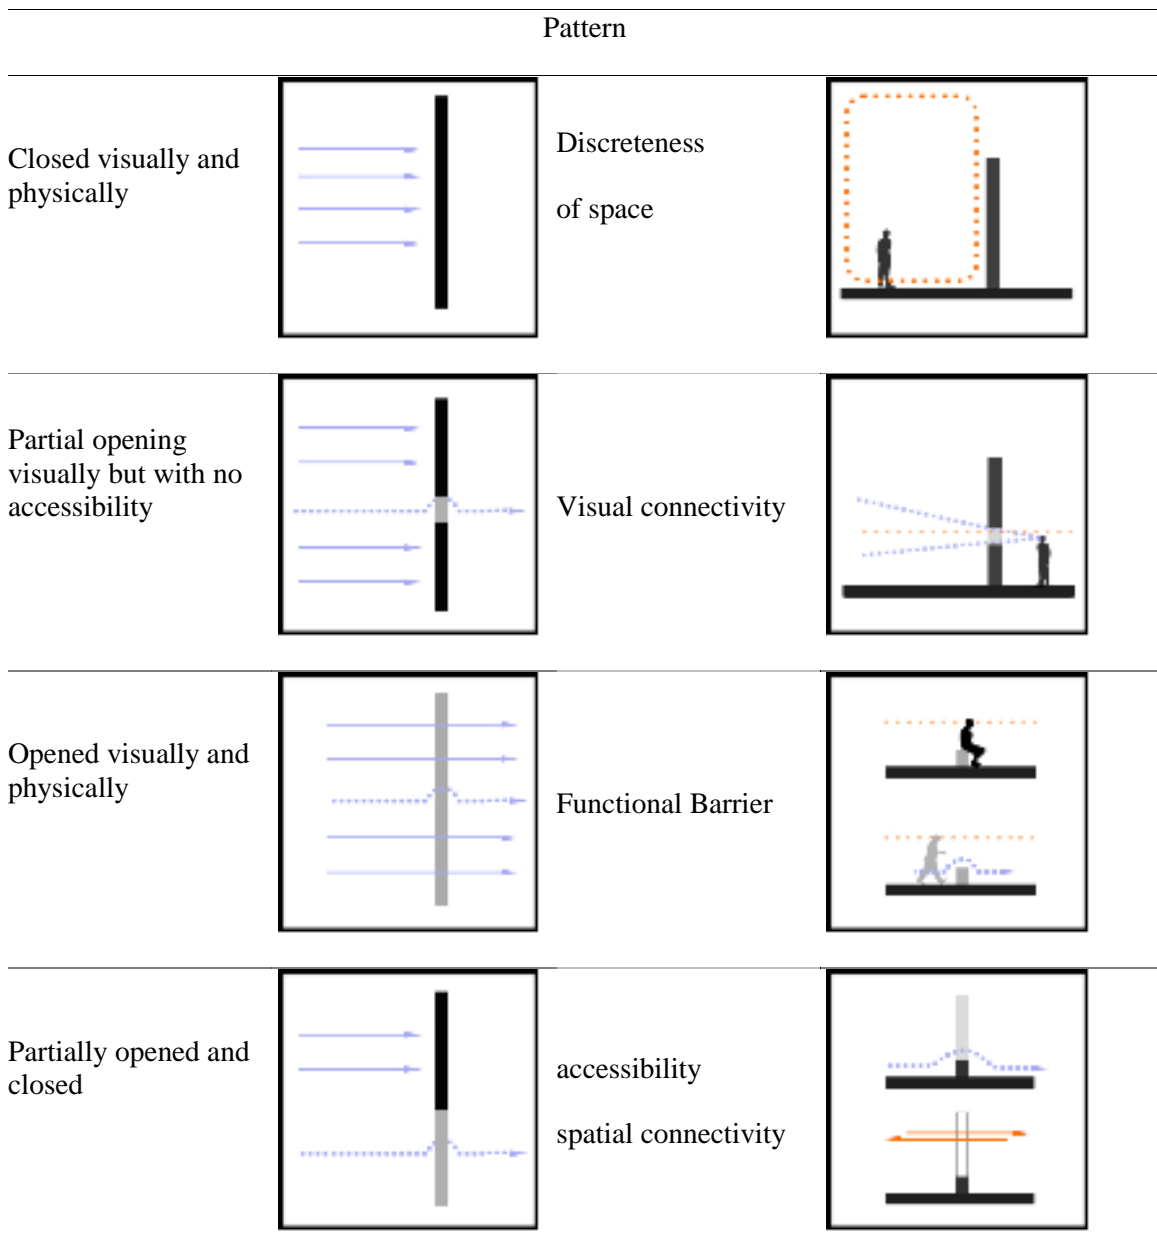 Pattern
Closed visually and
physically
Discreteness
of space
Partial opening
visually but with no
accessibility
Visual connectivity
Opened visually and
physically
Functional Barrier
Partially opened and
closed
accessibility
spatial connectivity